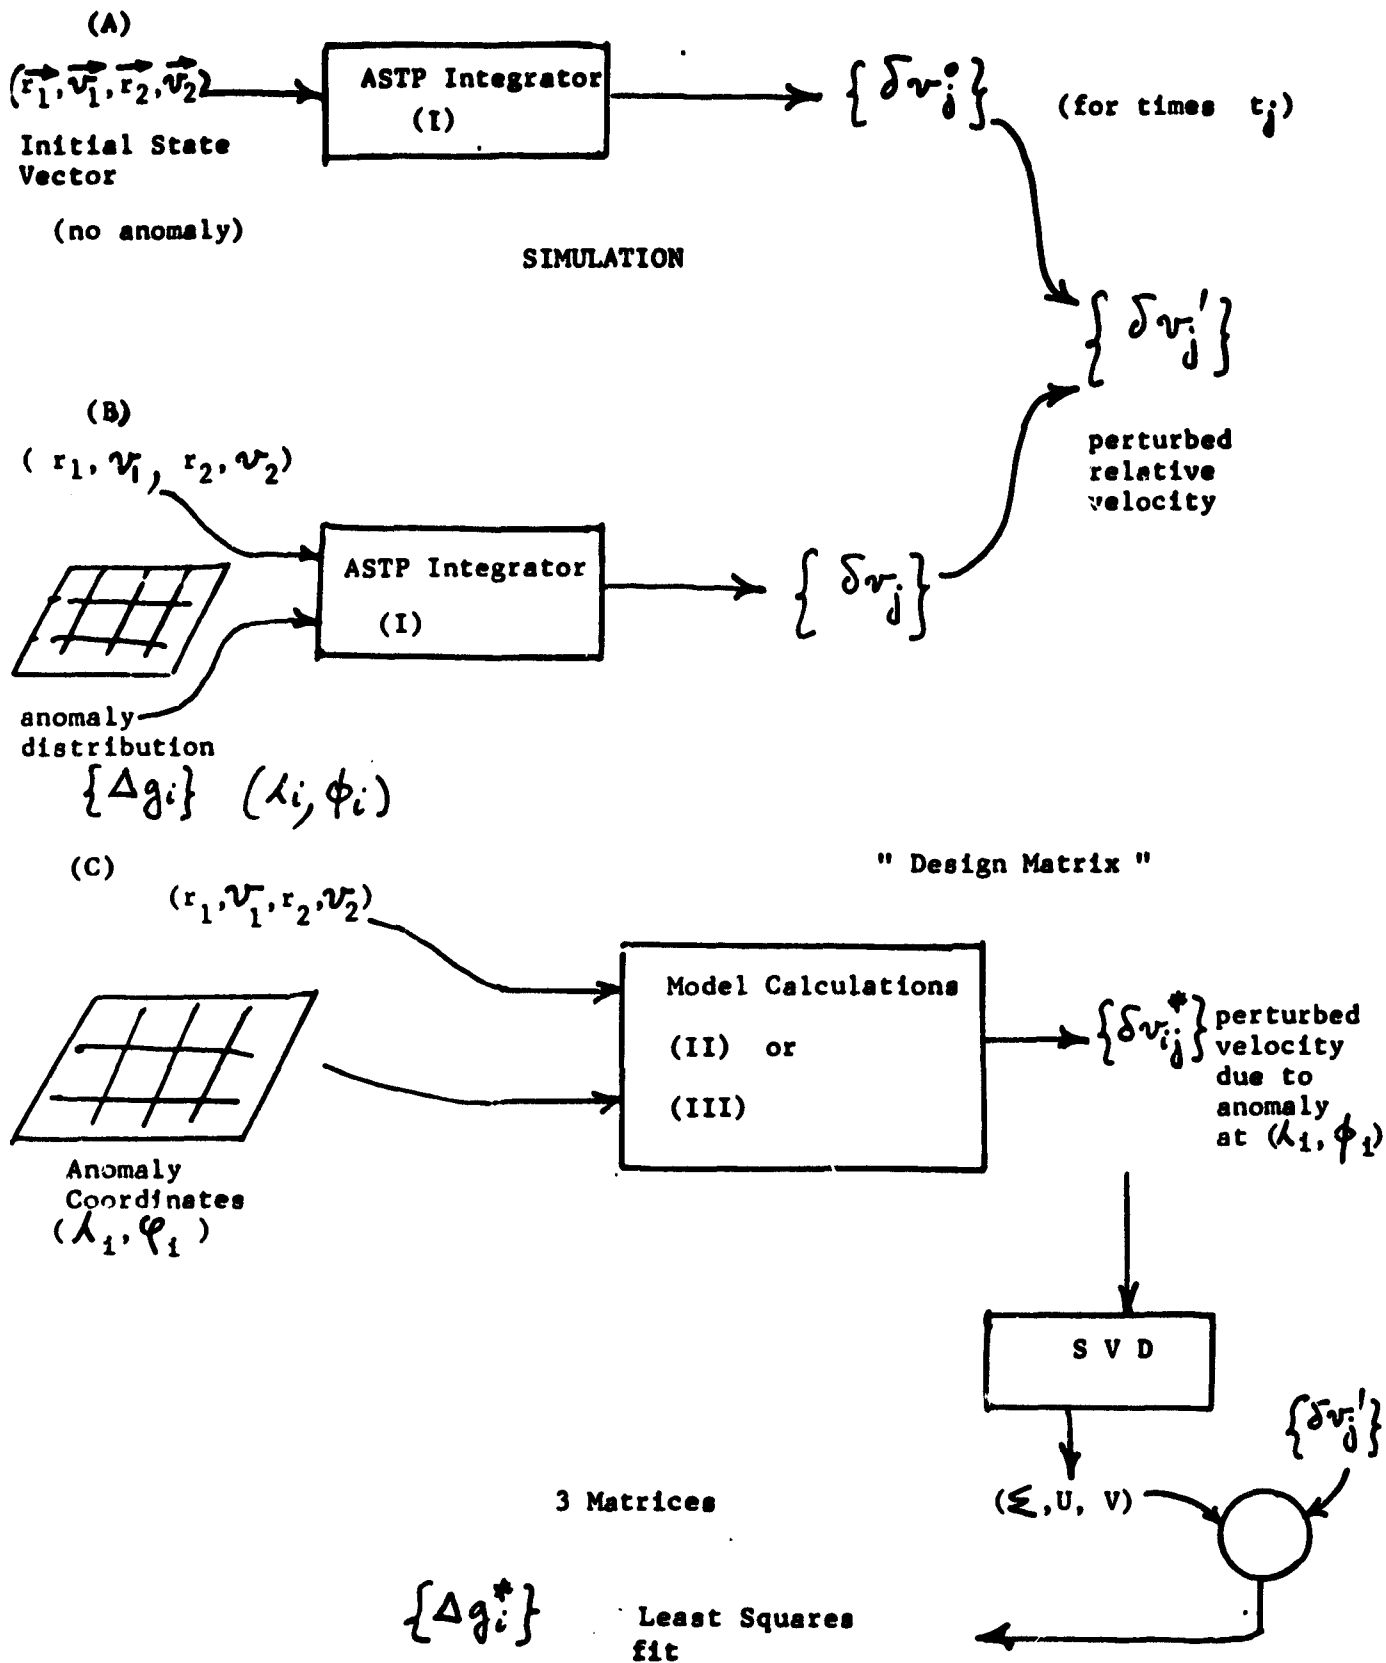 (A)
(r₁, v₁, r₂, v₂)
Initial State
Vector
(no anomaly)
ASTP Integrator
(I)
{ δv°ⱼ }
(for times tⱼ)
SIMULATION
{ δvⱼ' }
perturbed
relative
velocity
(B)
( r₁, v₁, r₂, v₂)
ASTP Integrator
(I)
{ δvⱼ }
anomaly
distribution
{Δgᵢ} (λᵢ, ϕᵢ)
(C)
" Design Matrix "
(r₁, v₁, r₂, v₂)
Model Calculations
(II) or
(III)
{δv*ᵢⱼ}
perturbed
velocity
due to
anomaly
at (λᵢ, ϕᵢ)
Anomaly
Coordinates
(λᵢ, φᵢ)
S V D
{δvⱼ'}
3 Matrices
(Σ, U, V)
{Δg*ᵢ}
Least Squares
fit